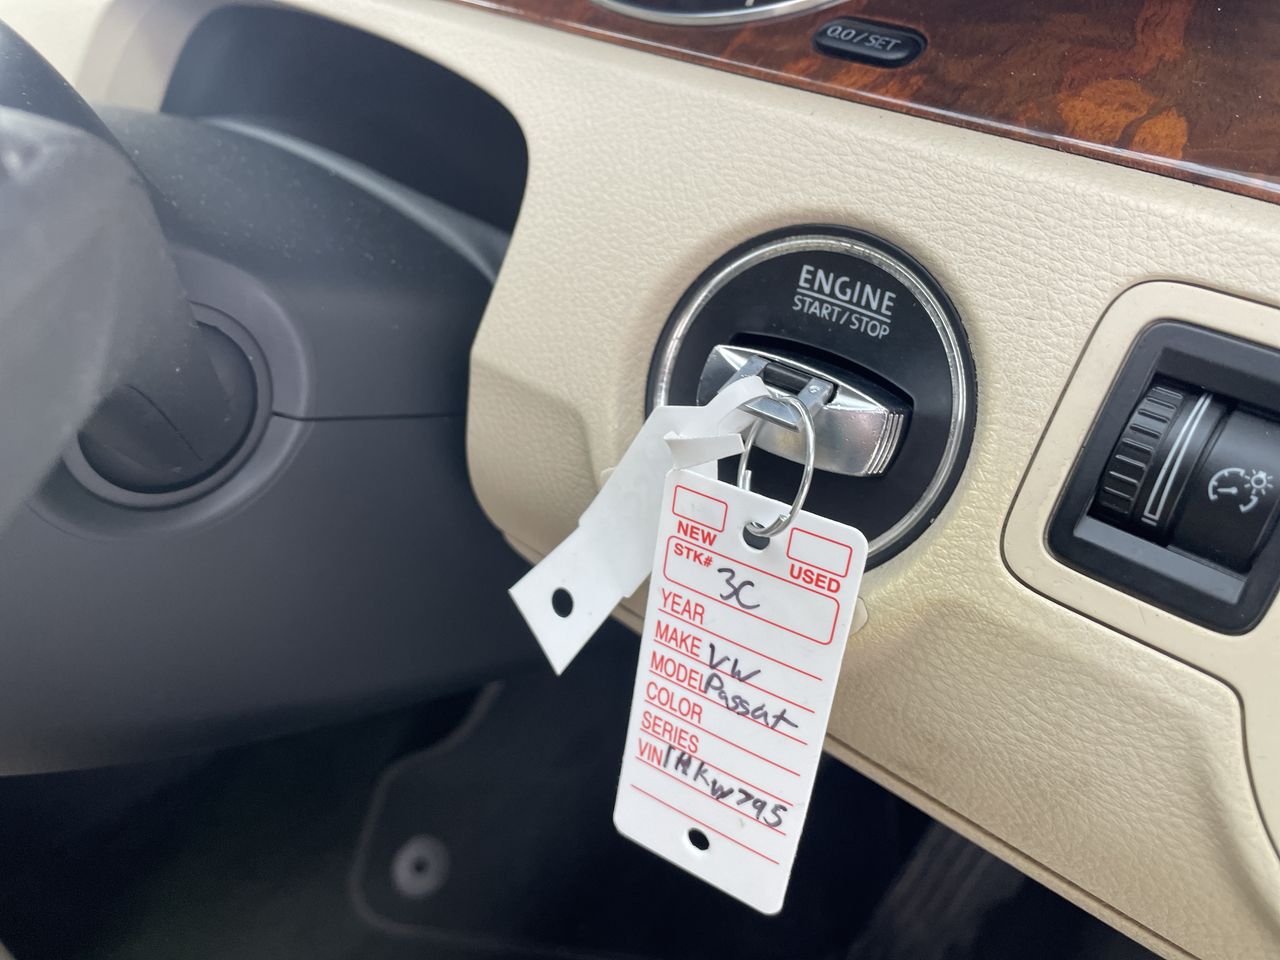 0.0/SET
ENGINE
START/STOP
NEW
USED
STK# 3C
YEAR
MAKE VW
MODEL Passat
COLOR
SERIES
VIN 1HKW795